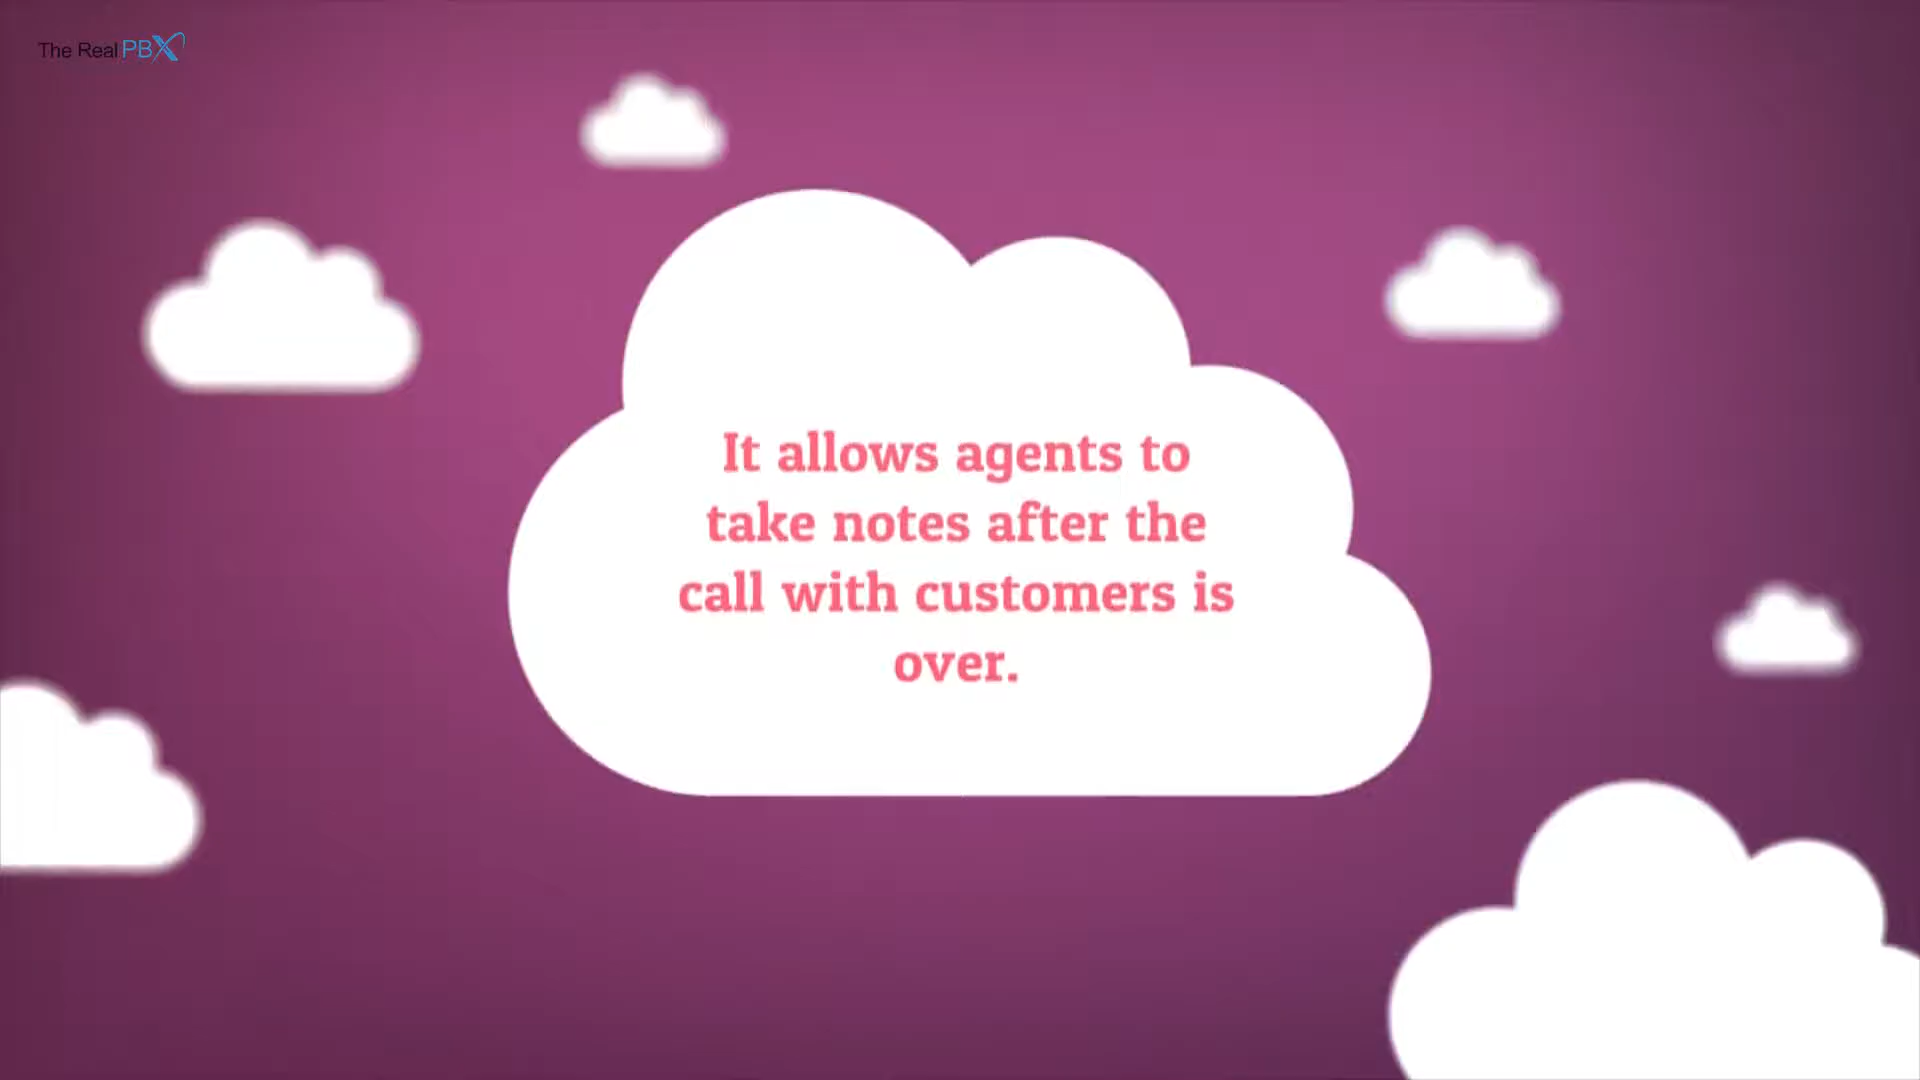 The Real PBX
It allows agents to
take notes after the
call with customers is
over.